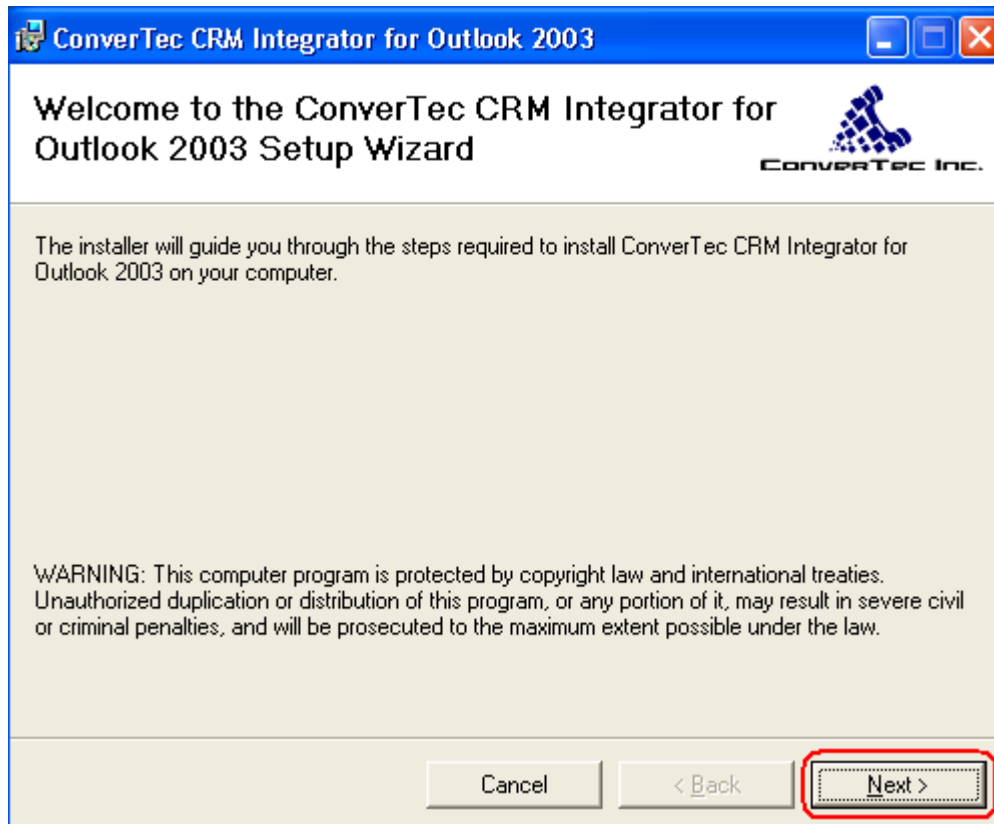 ConverTec CRM Integrator for Outlook 2003
Welcome to the ConverTec CRM Integrator for
Outlook 2003 Setup Wizard
ConverTec Inc.
The installer will guide you through the steps required to install ConverTec CRM Integrator for
Outlook 2003 on your computer.
WARNING: This computer program is protected by copyright law and international treaties.
Unauthorized duplication or distribution of this program, or any portion of it, may result in severe civil
or criminal penalties, and will be prosecuted to the maximum extent possible under the law.
Cancel
< Back
Next >